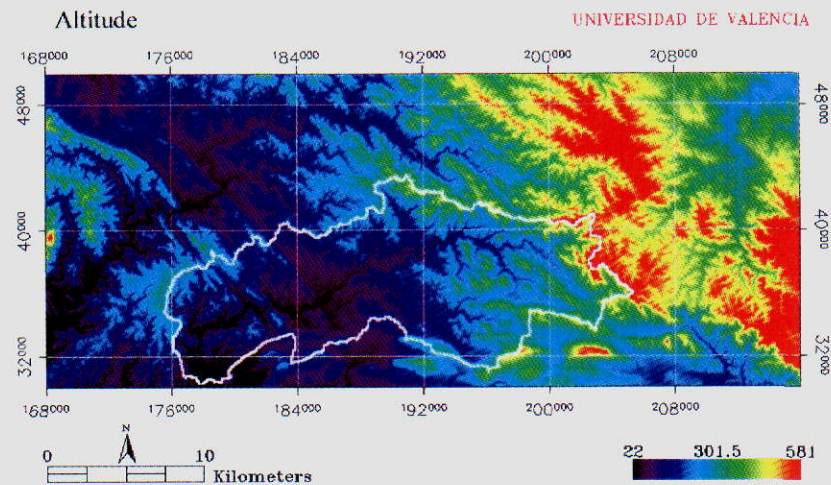 Altitude
UNIVERSIDAD DE VALENCIA
168000 176000 184000 192000 200000 208000
48000 48000
40000 40000
32000 32000
168000 176000 184000 192000 200000 208000
N
0 10
Kilometers
22 301.5 581